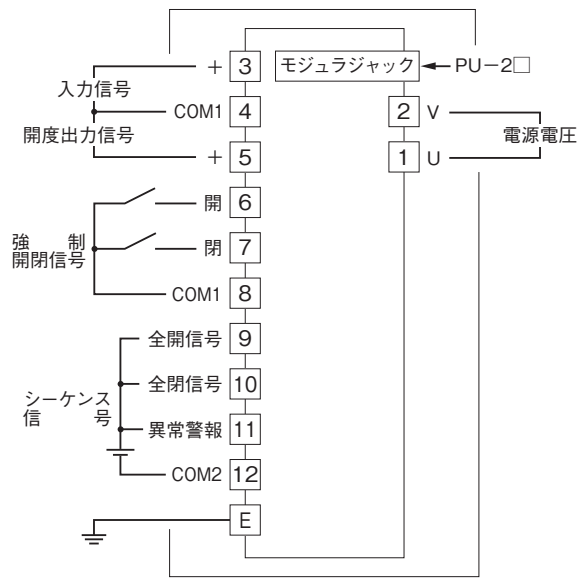 + 3 モジュラジャック PU−2□
入力信号
COM1 4 2 V
開度出力信号 電源電圧
+ 5 1 U
開 6
強 制
開閉信号
閉 7
COM1 8
全開信号 9
全閉信号 10
シーケンス
信 号
異常警報 11
COM2 12
E